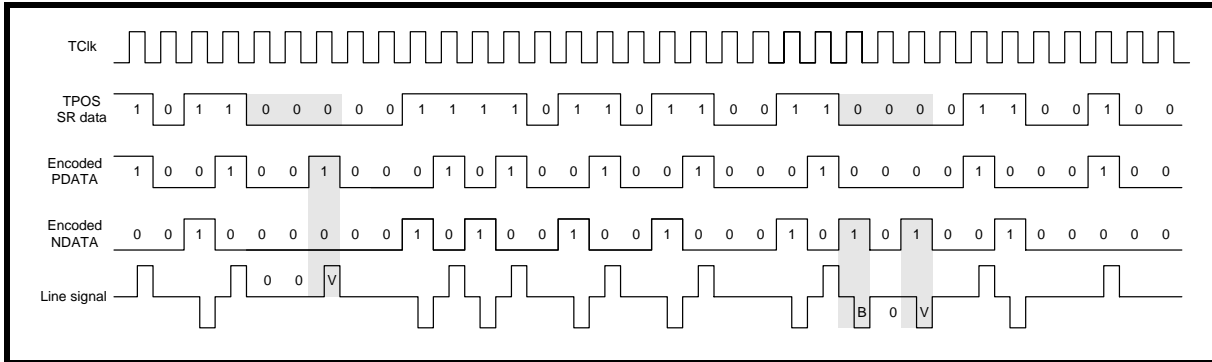 TClk
TPOS
SR data
1 0 1 1 0 0 0 0 0 1 1 1 1 0 1 1 0 1 1 0 0 1 1 0 0 0 0 1 1 0 0 1 0 0
Encoded
PDATA
1 0 0 1 0 0 1 0 0 0 1 0 1 0 0 1 0 0 1 0 0 0 1 0 0 0 0 1 0 0 0 1 0 0
Encoded
NDATA
0 0 1 0 0 0 0 0 0 1 0 1 0 0 1 0 0 1 0 0 0 1 0 1 0 1 0 0 1 0 0 0 0 0
Line signal
0 0 V
B 0 V